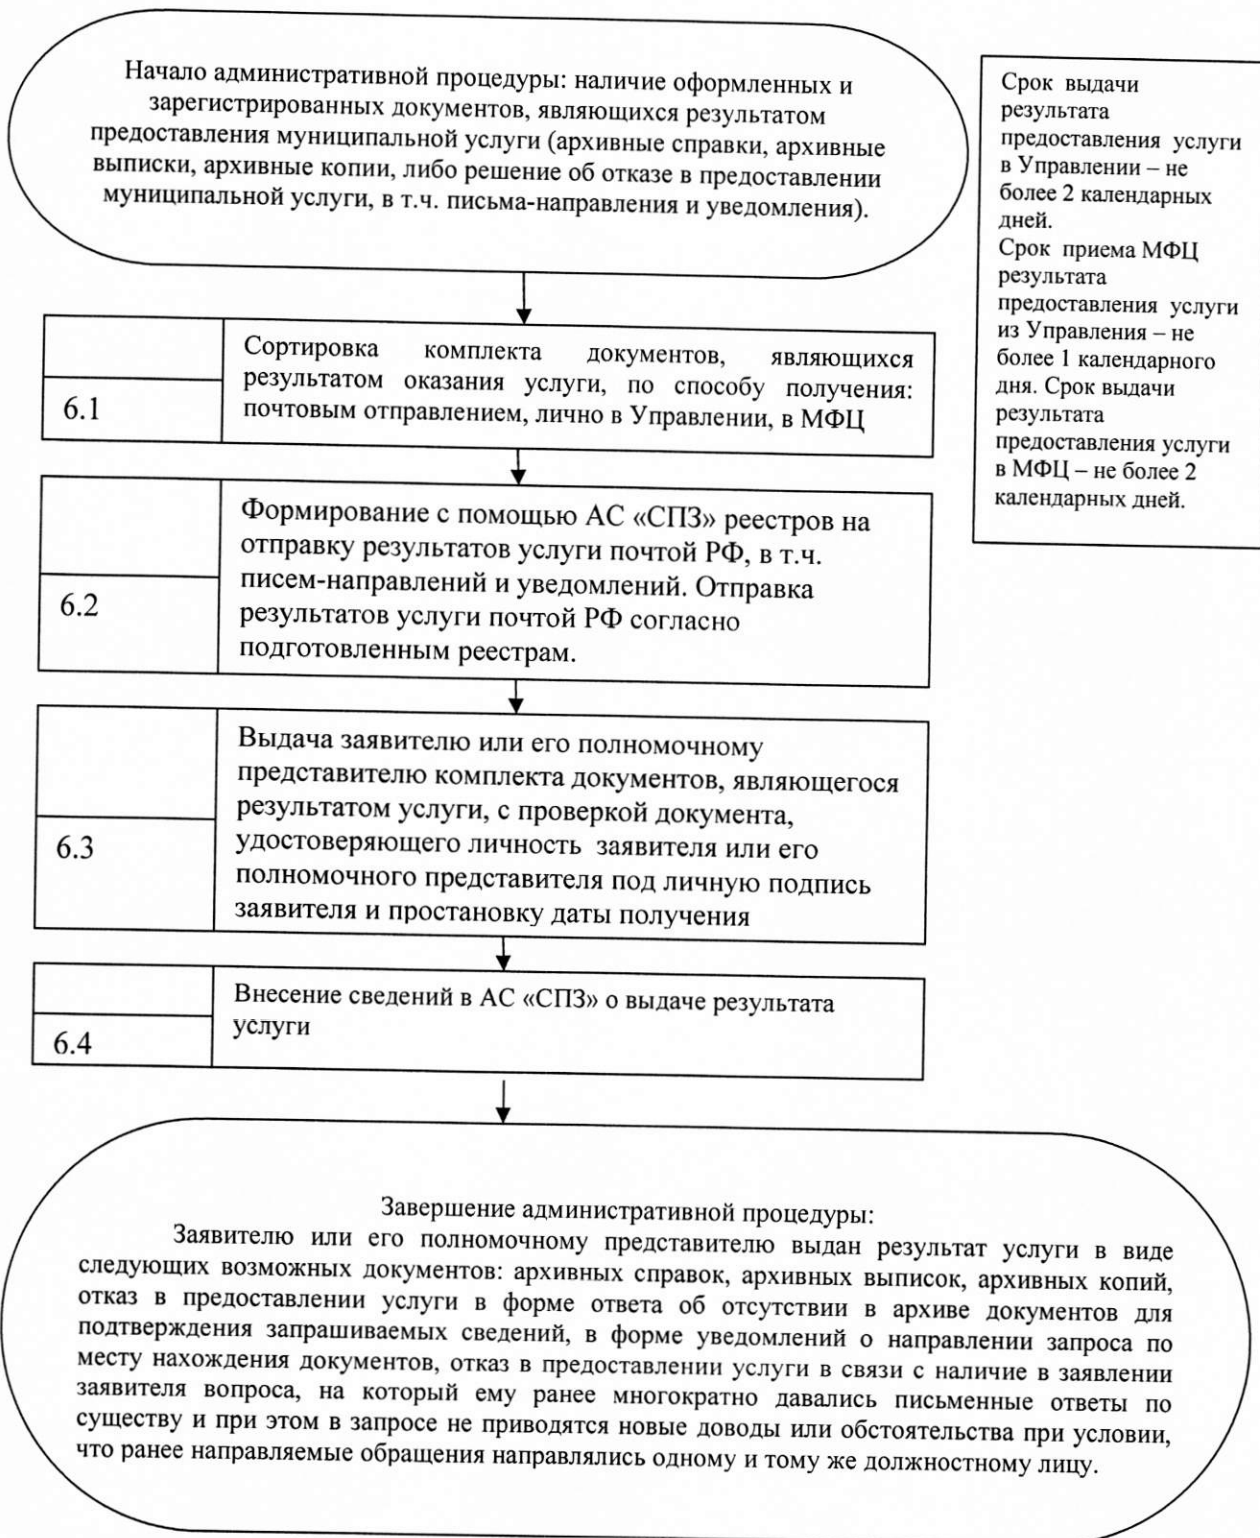 Начало административной процедуры: наличие оформленных и
зарегистрированных документов, являющихся результатом
предоставления муниципальной услуги (архивные справки, архивные
выписки, архивные копии, либо решение об отказе в предоставлении
муниципальной услуги, в т.ч. письма-направления и уведомления).
Срок выдачи
результата
предоставления услуги
в Управлении – не
более 2 календарных
дней.
Срок приема МФЦ
результата
предоставления услуги
из Управления – не
более 1 календарного
дня. Срок выдачи
результата
предоставления услуги
в МФЦ – не более 2
календарных дней.
6.1
Сортировка комплекта документов, являющихся
результатом оказания услуги, по способу получения:
почтовым отправлением, лично в Управлении, в МФЦ
6.2
Формирование с помощью АС «СПЗ» реестров на
отправку результатов услуги почтой РФ, в т.ч.
писем-направлений и уведомлений. Отправка
результатов услуги почтой РФ согласно
подготовленным реестрам.
6.3
Выдача заявителю или его полномочному
представителю комплекта документов, являющегося
результатом услуги, с проверкой документа,
удостоверяющего личность заявителя или его
полномочного представителя под личную подпись
заявителя и простановку даты получения
6.4
Внесение сведений в АС «СПЗ» о выдаче результата
услуги
Завершение административной процедуры:
Заявителю или его полномочному представителю выдан результат услуги в виде
следующих возможных документов: архивных справок, архивных выписок, архивных копий,
отказ в предоставлении услуги в форме ответа об отсутствии в архиве документов для
подтверждения запрашиваемых сведений, в форме уведомлений о направлении запроса по
месту нахождения документов, отказ в предоставлении услуги в связи с наличие в заявлении
заявителя вопроса, на который ему ранее многократно давались письменные ответы по
существу и при этом в запросе не приводятся новые доводы или обстоятельства при условии,
что ранее направляемые обращения направлялись одному и тому же должностному лицу.